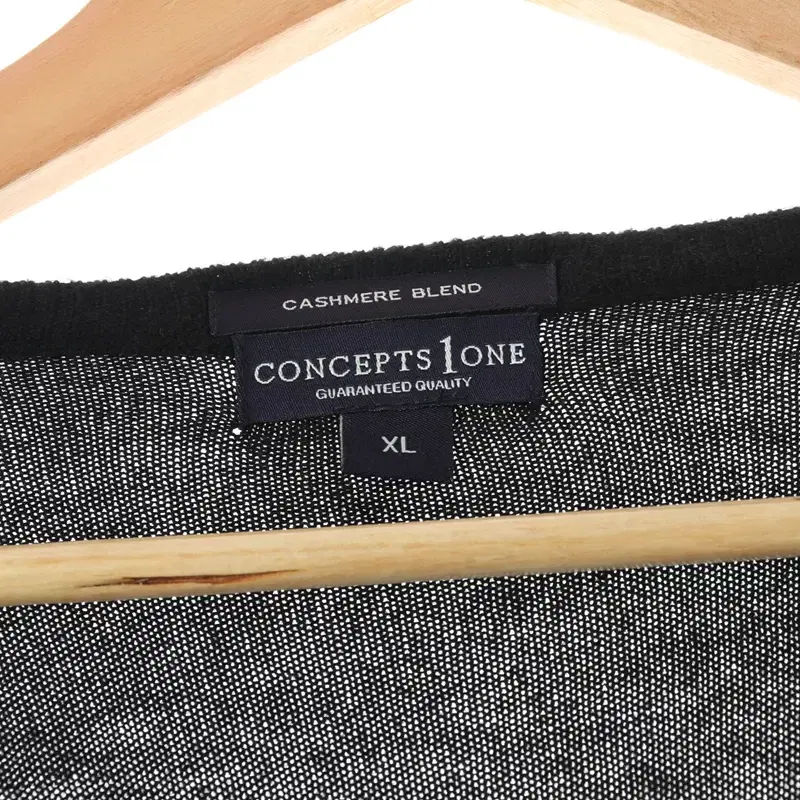 CASHMERE BLEND
CONCEPTS 1 ONE
GUARANTEED QUALITY
XL